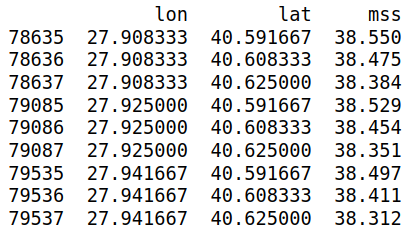 lon lat mss
78635 27.908333 40.591667 38.550
78636 27.908333 40.608333 38.475
78637 27.908333 40.625000 38.384
79085 27.925000 40.591667 38.529
79086 27.925000 40.608333 38.454
79087 27.925000 40.625000 38.351
79535 27.941667 40.591667 38.497
79536 27.941667 40.608333 38.411
79537 27.941667 40.625000 38.312